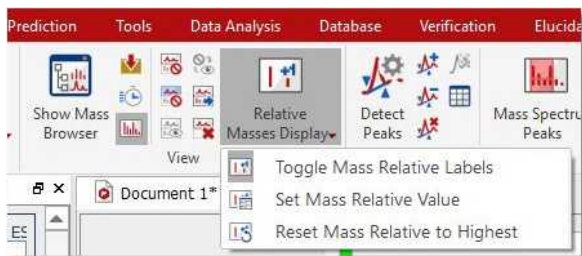 Prediction Tools Data Analysis Database Verification Elucida
Show Mass
Browser
Relative
Masses Display
Detect
Peaks
Mass Spectru
Peaks
View
Toggle Mass Relative Labels
Set Mass Relative Value
Reset Mass Relative to Highest
Document 1*
ES